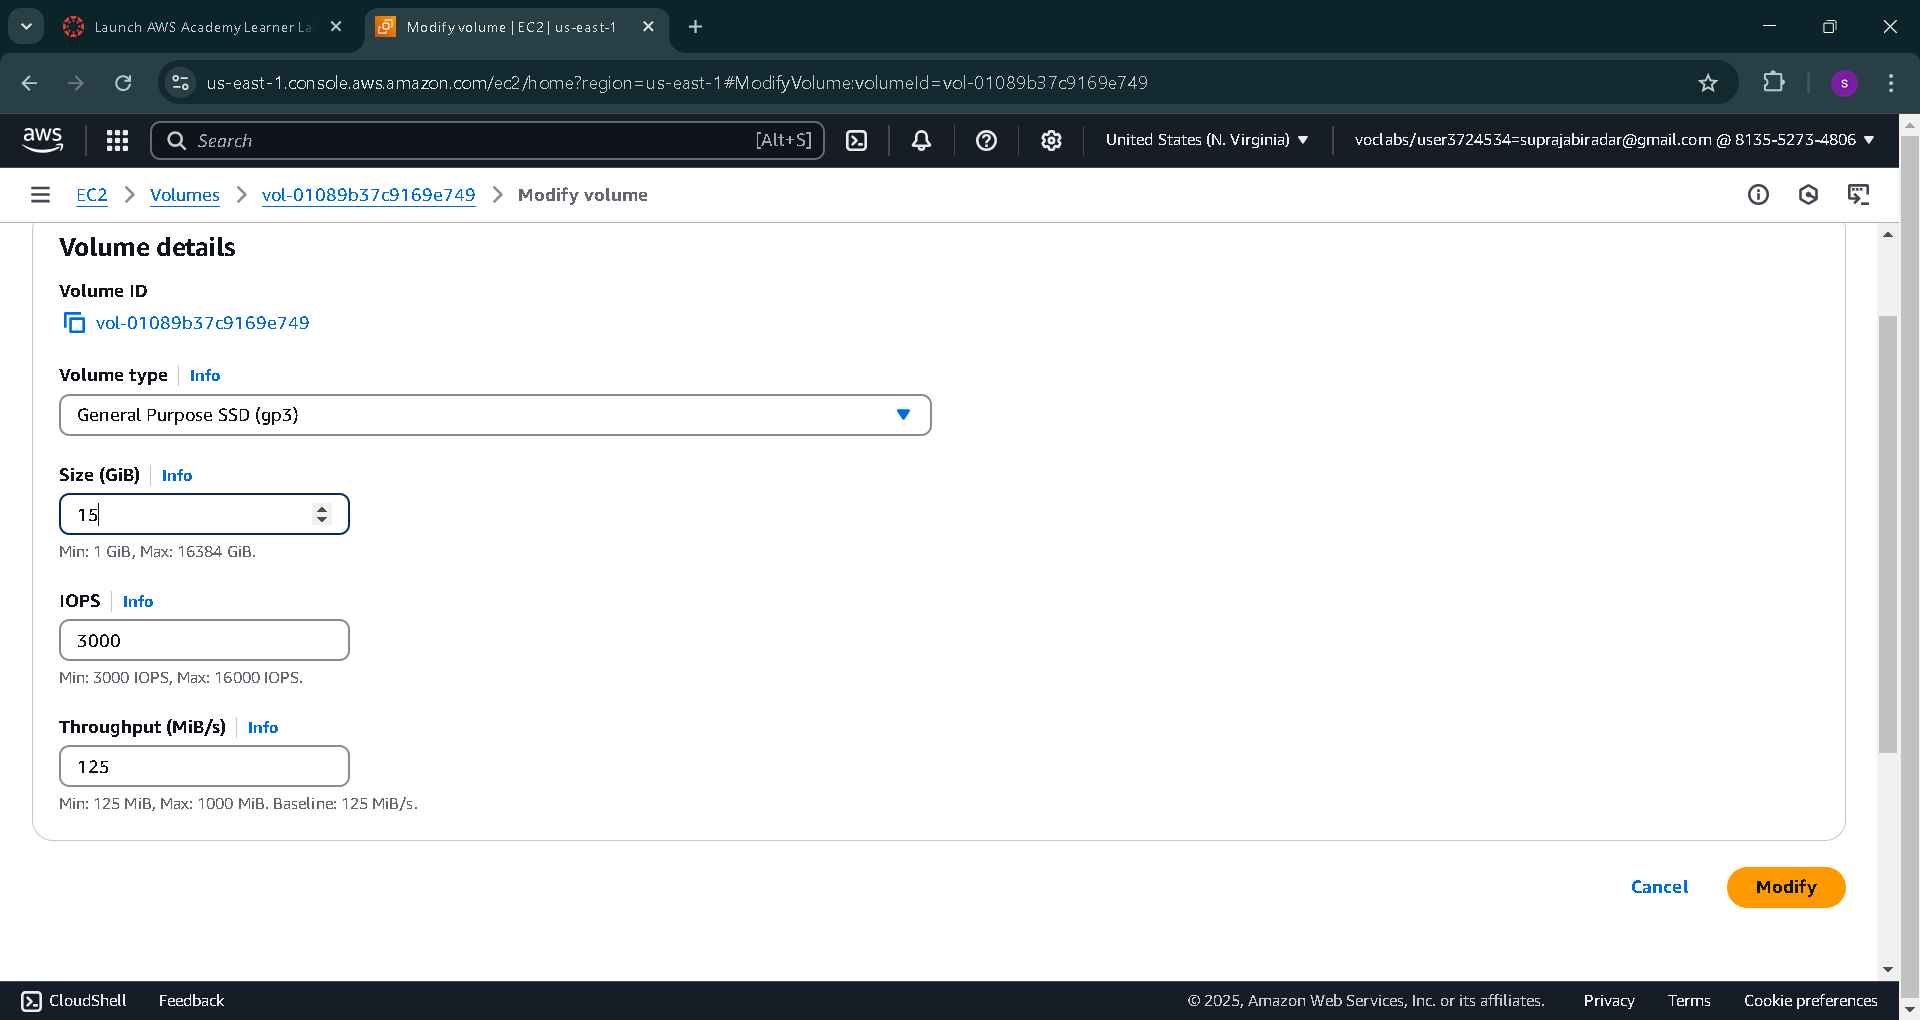 Launch AWS Academy Learner La
Modify volume | EC2 | us-east-1
us-east-1.console.aws.amazon.com/ec2/home?region=us-east-1#ModifyVolume:volumeId=vol-01089b37c9169e749
s
aws
Search
[Alt+S]
United States (N. Virginia)
voclabs/user3724534=suprajabiradar@gmail.com @ 8135-5273-4806
EC2 > Volumes > vol-01089b37c9169e749 > Modify volume
Volume details
Volume ID
vol-01089b37c9169e749
Volume type Info
General Purpose SSD (gp3)
Size (GiB) Info
15
Min: 1 GiB, Max: 16384 GiB.
IOPS Info
3000
Min: 3000 IOPS, Max: 16000 IOPS.
Throughput (MiB/s) Info
125
Min: 125 MiB, Max: 1000 MiB. Baseline: 125 MiB/s.
Cancel
Modify
CloudShell
Feedback
© 2025, Amazon Web Services, Inc. or its affiliates.
Privacy
Terms
Cookie preferences